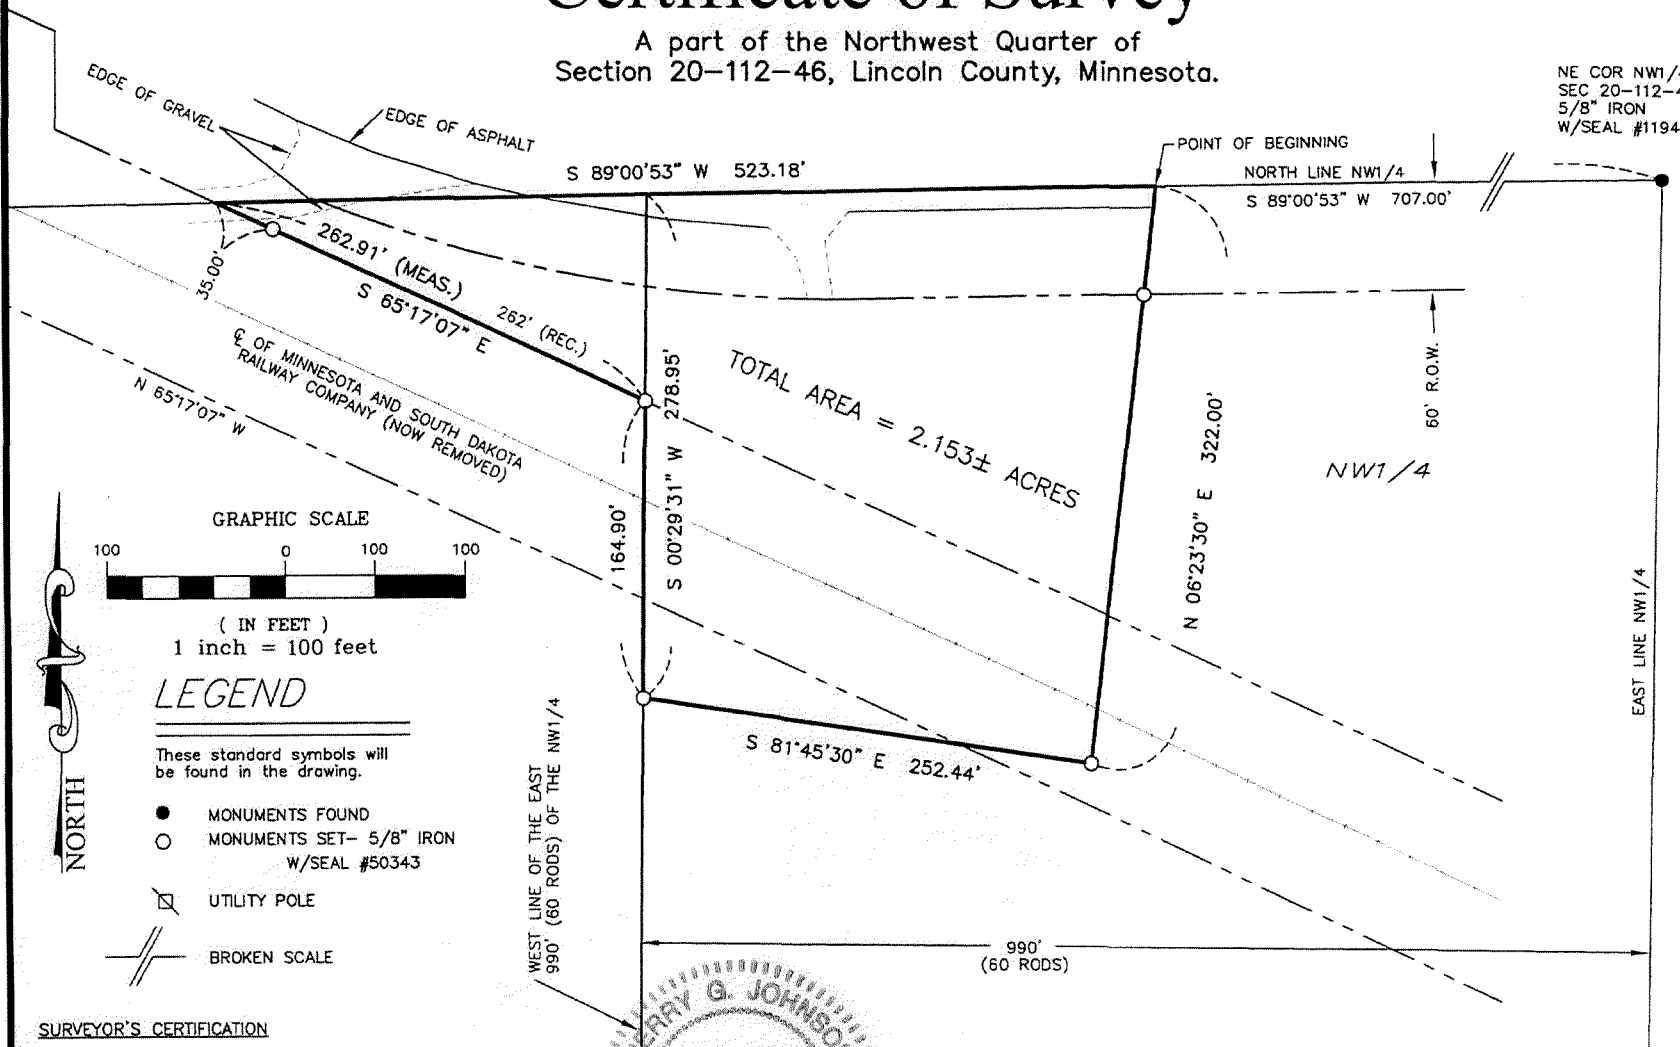 Certificate of Survey
A part of the Northwest Quarter of
Section 20-112-46, Lincoln County, Minnesota.
NE COR NW1/4
SEC 20-112-4
5/8" IRON
W/SEAL #1194
EDGE OF GRAVEL
EDGE OF ASPHALT
S 89°00'53" W 523.18'
POINT OF BEGINNING
NORTH LINE NW1/4
S 89°00'53" W 707.00'
35.00'
262.91' (MEAS.)
S 65°17'07" E
262' (REC.)
℄ OF MINNESOTA AND SOUTH DAKOTA
RAILWAY COMPANY (NOW REMOVED)
N 65°17'07" W
278.95'
S 00°29'31" W
164.90'
TOTAL AREA = 2.153± ACRES
N 06°23'30" E 322.00'
60' R.O.W.
NW1/4
GRAPHIC SCALE
100 0 100 100
( IN FEET )
1 inch = 100 feet
LEGEND
These standard symbols will
be found in the drawing.
MONUMENTS FOUND
MONUMENTS SET- 5/8" IRON
W/SEAL #50343
UTILITY POLE
BROKEN SCALE
NORTH
S 81°45'30" E 252.44'
WEST LINE OF THE EAST
990' (60 RODS) OF THE NW1/4
EAST LINE NW1/4
990'
(60 RODS)
ERRY G. JOHNSO
SURVEYOR'S CERTIFICATION